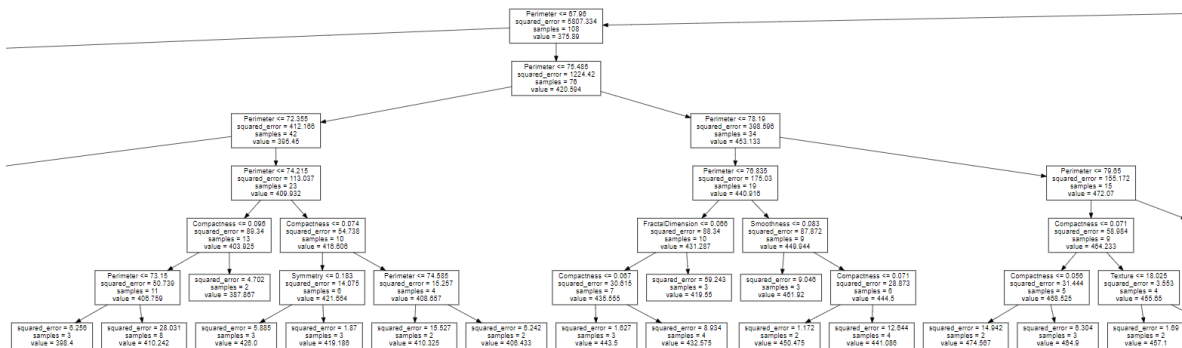 Perimeter <= 67.96
squared_error = 5807.334
samples = 108
value = 375.89
Perimeter <= 75.485
squared_error = 1224.42
samples = 76
value = 420.594
Perimeter <= 72.355
squared_error = 412.166
samples = 42
value = 395.45
Perimeter <= 78.19
squared_error = 398.596
samples = 34
value = 453.133
Perimeter <= 74.215
squared_error = 113.037
samples = 23
value = 409.932
Perimeter <= 76.835
squared_error = 175.03
samples = 19
value = 440.916
Perimeter <= 79.65
squared_error = 155.172
samples = 15
value = 472.07
Compactness <= 0.096
squared_error = 89.34
samples = 13
value = 403.925
Compactness <= 0.074
squared_error = 54.738
samples = 10
value = 416.606
FractalDimension <= 0.066
squared_error = 88.34
samples = 10
value = 431.287
Smoothness <= 0.083
squared_error = 87.872
samples = 9
value = 449.944
Compactness <= 0.071
squared_error = 58.984
samples = 9
value = 464.233
Perimeter <= 73.15
squared_error = 50.739
samples = 11
value = 406.759
squared_error = 4.702
samples = 2
value = 387.867
Symmetry <= 0.183
squared_error = 14.075
samples = 6
value = 421.664
Perimeter <= 74.585
squared_error = 15.257
samples = 4
value = 408.657
Compactness <= 0.067
squared_error = 30.615
samples = 7
value = 435.555
squared_error = 59.243
samples = 3
value = 419.55
squared_error = 9.046
samples = 3
value = 461.92
Compactness <= 0.071
squared_error = 28.873
samples = 6
value = 444.5
Compactness <= 0.056
squared_error = 31.444
samples = 5
value = 468.525
Texture <= 18.025
squared_error = 3.553
samples = 4
value = 455.65
squared_error = 6.256
samples = 3
value = 398.4
squared_error = 28.031
samples = 8
value = 410.242
squared_error = 5.885
samples = 3
value = 426.0
squared_error = 1.87
samples = 3
value = 419.186
squared_error = 15.527
samples = 2
value = 410.325
squared_error = 6.242
samples = 2
value = 406.433
squared_error = 1.627
samples = 3
value = 443.5
squared_error = 8.934
samples = 4
value = 432.575
squared_error = 1.172
samples = 2
value = 450.475
squared_error = 12.644
samples = 4
value = 441.086
squared_error = 14.942
samples = 2
value = 474.567
squared_error = 6.304
samples = 3
value = 464.9
squared_error = 1.69
samples = 2
value = 457.1